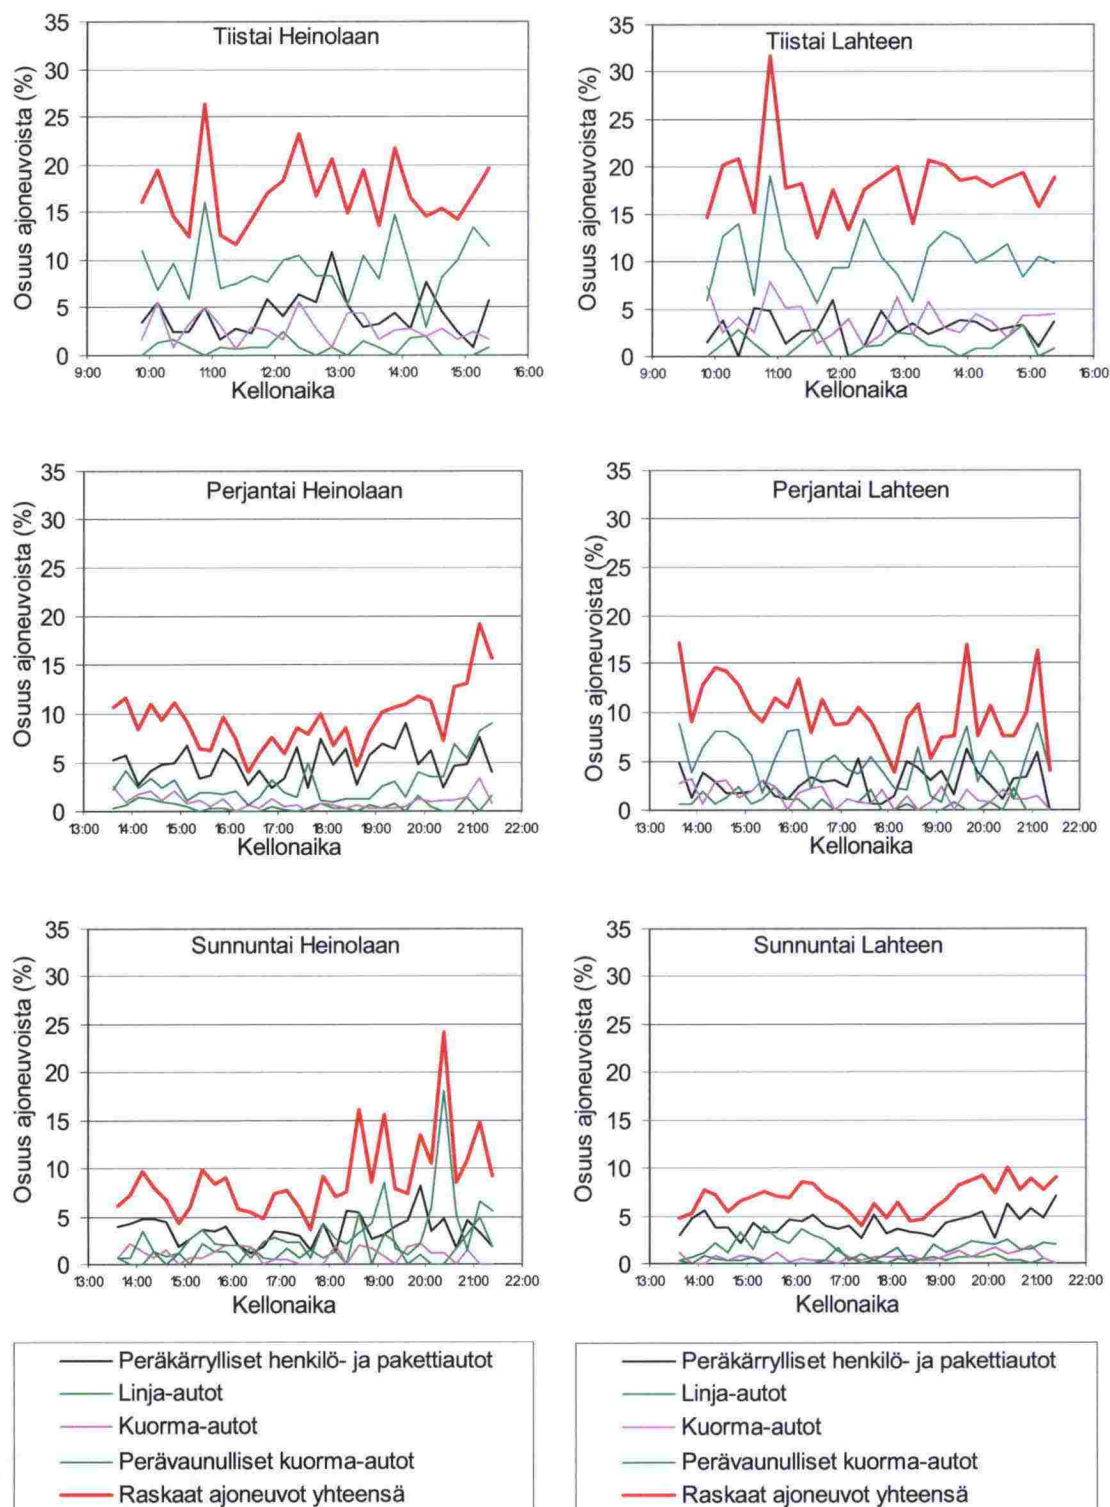 Tiistai Heinolaan
Osuus ajoneuvoista (%)
35
30
25
20
15
10
5
0
9:00 10:00 11:00 12:00 13:00 14:00 15:00 16:00
Kellonaika
Tiistai Lahteen
Osuus ajoneuvoista (%)
35
30
25
20
15
10
5
0
9:00 10:00 11:00 12:00 13:00 14:00 15:00 16:00
Kellonaika
Perjantai Heinolaan
Osuus ajoneuvoista (%)
35
30
25
20
15
10
5
0
13:00 14:00 15:00 16:00 17:00 18:00 19:00 20:00 21:00 22:00
Kellonaika
Perjantai Lahteen
Osuus ajoneuvoista (%)
35
30
25
20
15
10
5
0
13:00 14:00 15:00 16:00 17:00 18:00 19:00 20:00 21:00 22:00
Kellonaika
Sunnuntai Heinolaan
Osuus ajoneuvoista (%)
35
30
25
20
15
10
5
0
13:00 14:00 15:00 16:00 17:00 18:00 19:00 20:00 21:00 22:00
Kellonaika
Sunnuntai Lahteen
Osuus ajoneuvoista (%)
35
30
25
20
15
10
5
0
13:00 14:00 15:00 16:00 17:00 18:00 19:00 20:00 21:00 22:00
Kellonaika
Peräkärrylliset henkilö- ja pakettiautot
Linja-autot
Kuorma-autot
Perävaunulliset kuorma-autot
Raskaat ajoneuvot yhteensä
Peräkärrylliset henkilö- ja pakettiautot
Linja-autot
Kuorma-autot
Perävaunulliset kuorma-autot
Raskaat ajoneuvot yhteensä